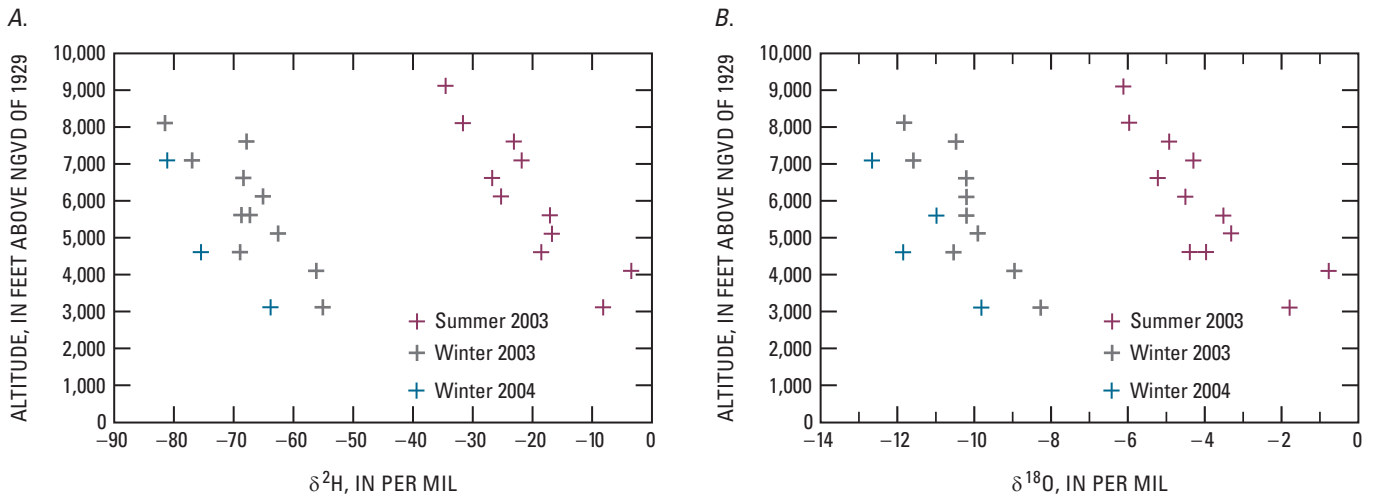 A.
10,000
9,000
8,000
7,000
6,000
5,000
4,000
3,000
2,000
1,000
0
ALTITUDE, IN FEET ABOVE NGVD OF 1929
Summer 2003
Winter 2003
Winter 2004
−90 −80 −70 −60 −50 −40 −30 −20 −10 0
δ²H, IN PER MIL
B.
10,000
9,000
8,000
7,000
6,000
5,000
4,000
3,000
2,000
1,000
0
ALTITUDE, IN FEET ABOVE NGVD OF 1929
Summer 2003
Winter 2003
Winter 2004
−14 −12 −10 −8 −6 −4 −2 0
δ¹⁸O, IN PER MIL